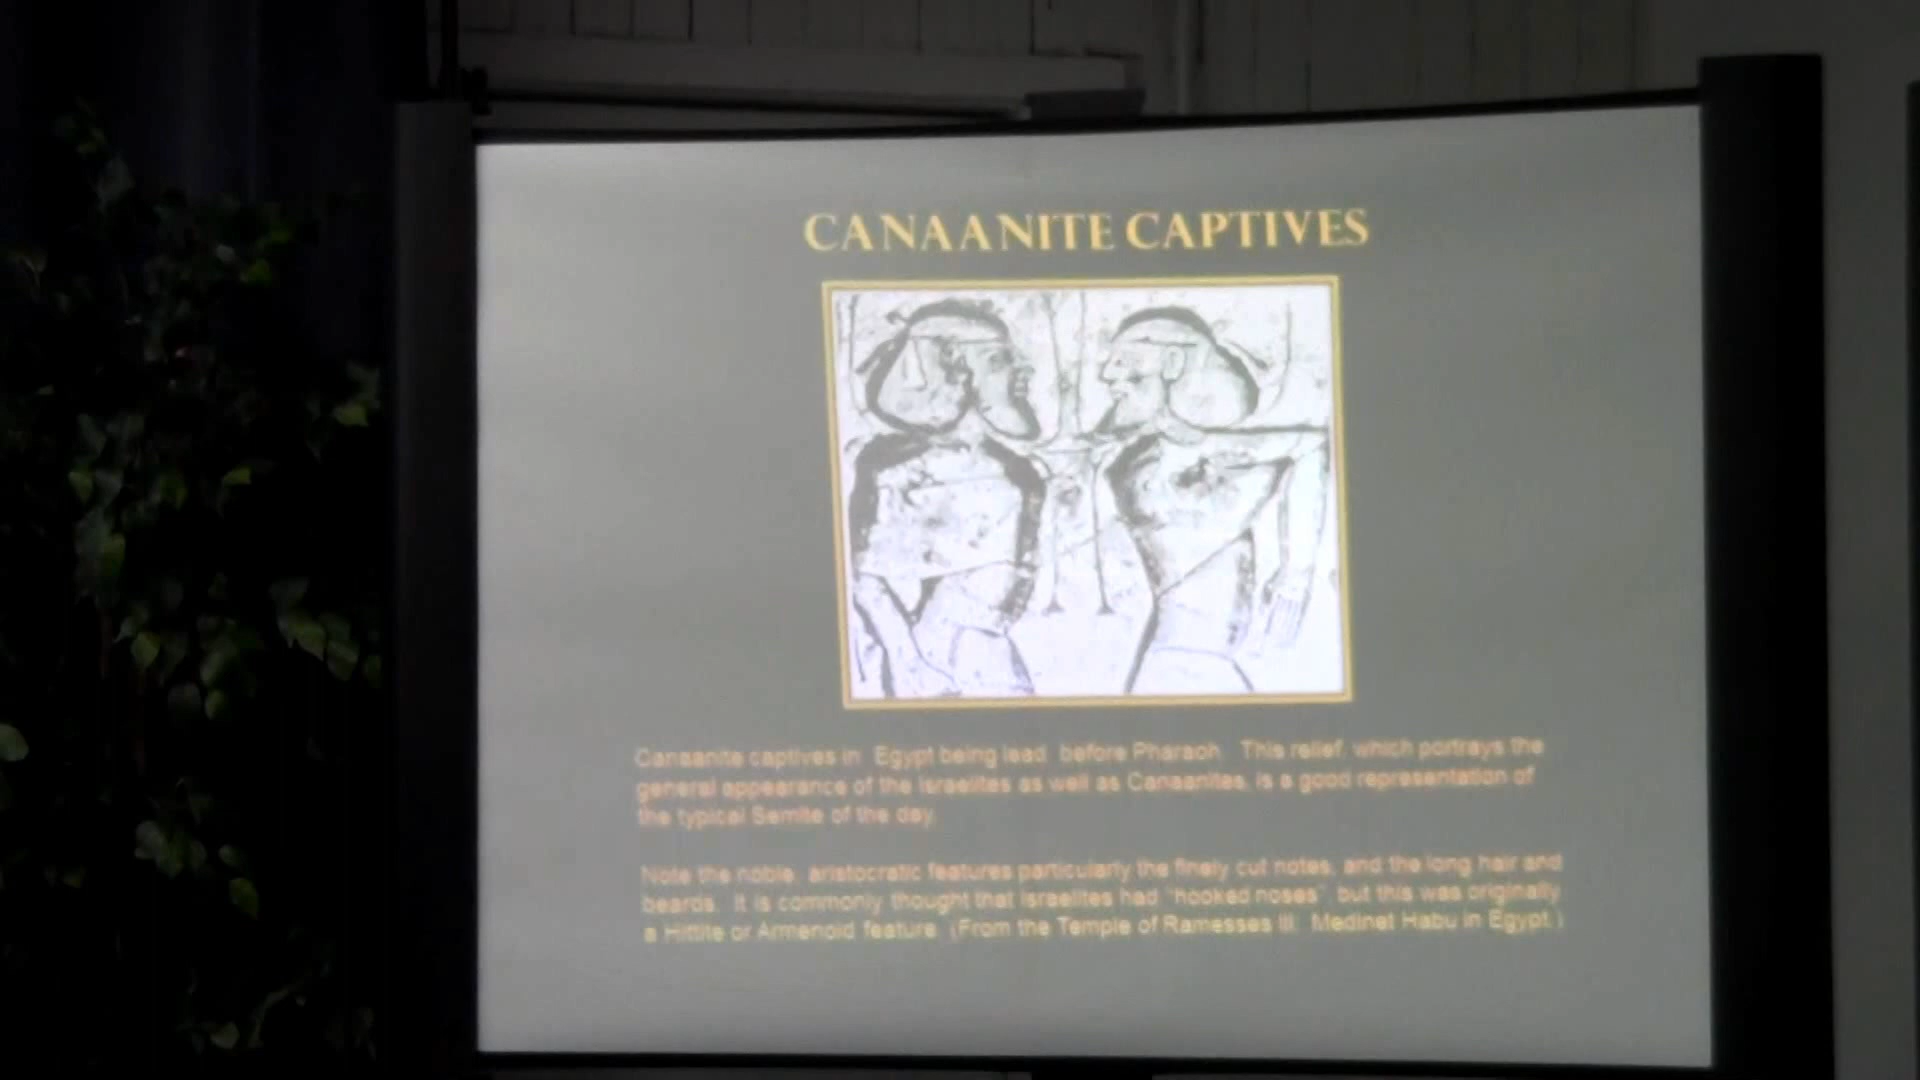 CANAANITE CAPTIVES
Canaanite captives in Egypt being lead before Pharaoh. This relief, which portrays the
general appearance of the Israelites as well as Canaanites, is a good representation of
the typical Semite of the day.
Note the noble, aristocratic features particularly the finely cut notes, and the long hair and
beards. It is commonly thought that Israelites had "hooked noses", but this was originally
a Hittite or Armenoid feature. (From the Temple of Ramesses III. Medinet Habu in Egypt.)